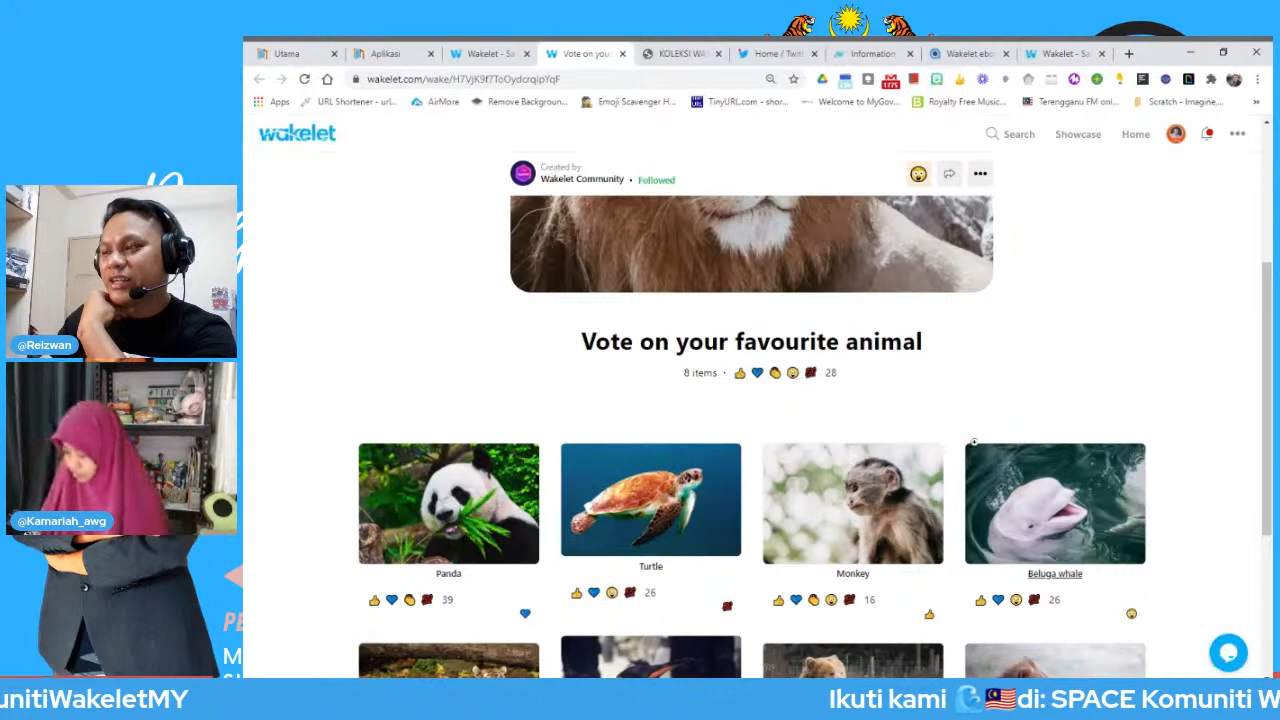 Utama
Aplikasi
Wakelet - Sa
Vote on your
KOLEKSI WA
Home / Twit
Information
Wakelet ebo
Wakelet - Sa
wakelet.com/wake/H7VjK9f7ToOydcrqipYqF
Apps
URL Shortener - url...
AirMore
Remove Backgroun...
Emoji Scavenger H...
TinyURL.com - shor...
Welcome to MyGov...
Royalty Free Music...
Terengganu FM onl...
Scratch - Imagine,...
wakelet
Search
Showcase
Home
Created by
Wakelet Community • Followed
Vote on your favourite animal
8 items · 28
Panda
Turtle
Monkey
Beluga whale
39
26
16
26
@Reizwan
@Kamariah_awg
PE
M
unitiWakeletMY
Ikuti kami di: SPACE Komuniti W